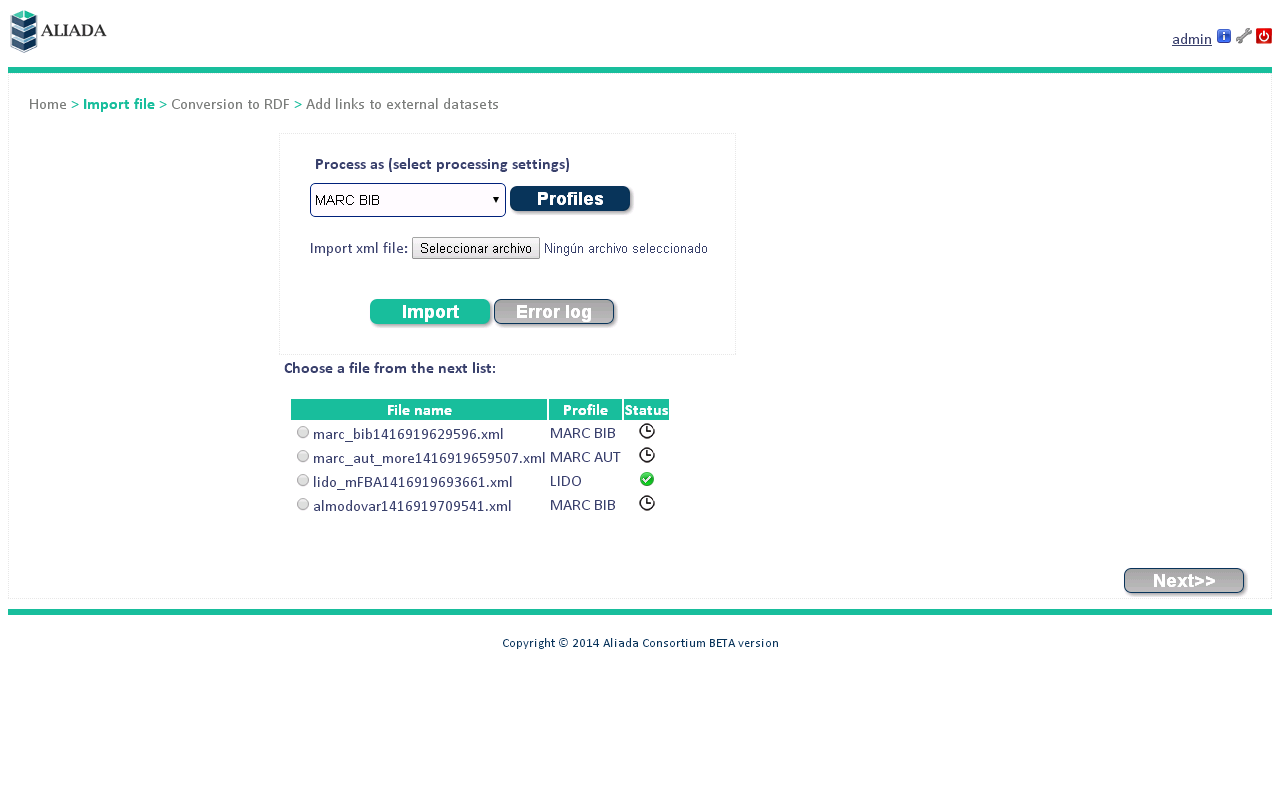 ALIADA
admin
Home > Import file > Conversion to RDF > Add links to external datasets
Process as (select processing settings)
MARC BIB Profiles
Import xml file: Seleccionar archivo Ningún archivo seleccionado
Import Error log
Choose a file from the next list:
File name Profile Status
marc_bib1416919629596.xml MARC BIB
marc_aut_more1416919659507.xml MARC AUT
lido_mFBA1416919693661.xml LIDO
almodovar1416919709541.xml MARC BIB
Next>>
Copyright © 2014 Aliada Consortium BETA version